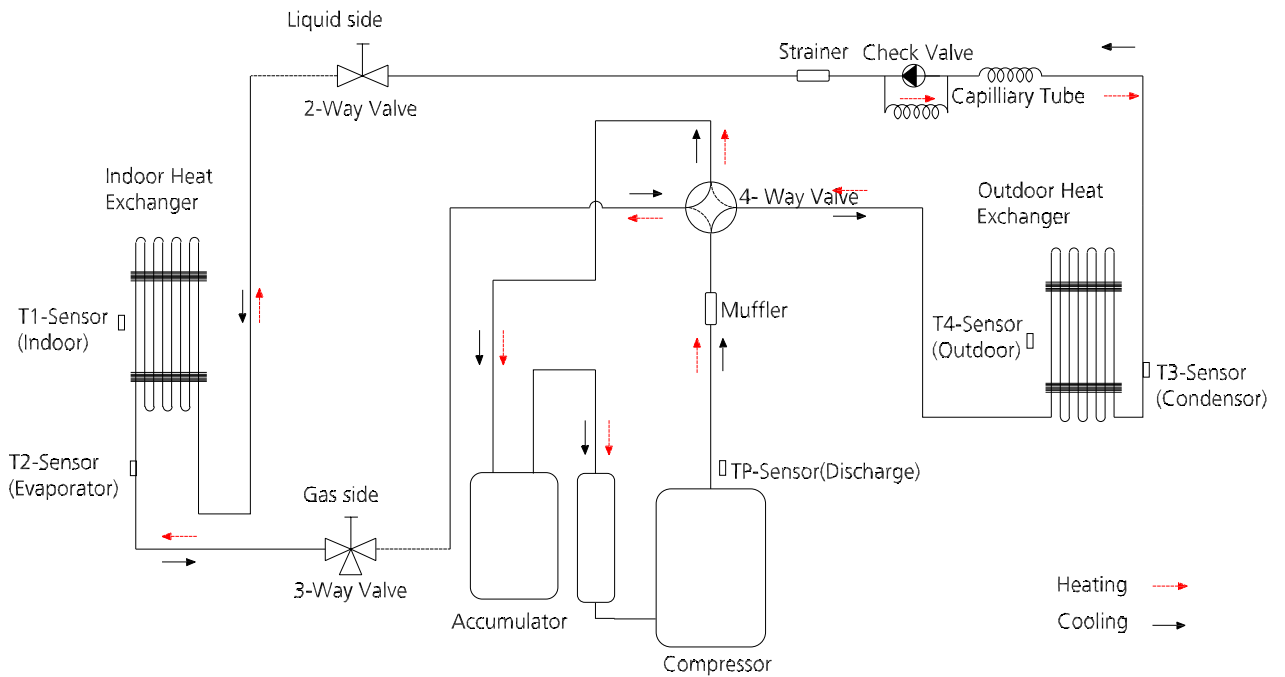 Liquid side
2-Way Valve
Strainer
Check Valve
Capilliary Tube
Indoor Heat
Exchanger
4- Way Valve
Outdoor Heat
Exchanger
T1-Sensor
(Indoor)
Muffler
T4-Sensor
(Outdoor)
T3-Sensor
(Condensor)
T2-Sensor
(Evaporator)
TP-Sensor(Discharge)
Gas side
3-Way Valve
Accumulator
Compressor
Heating
Cooling